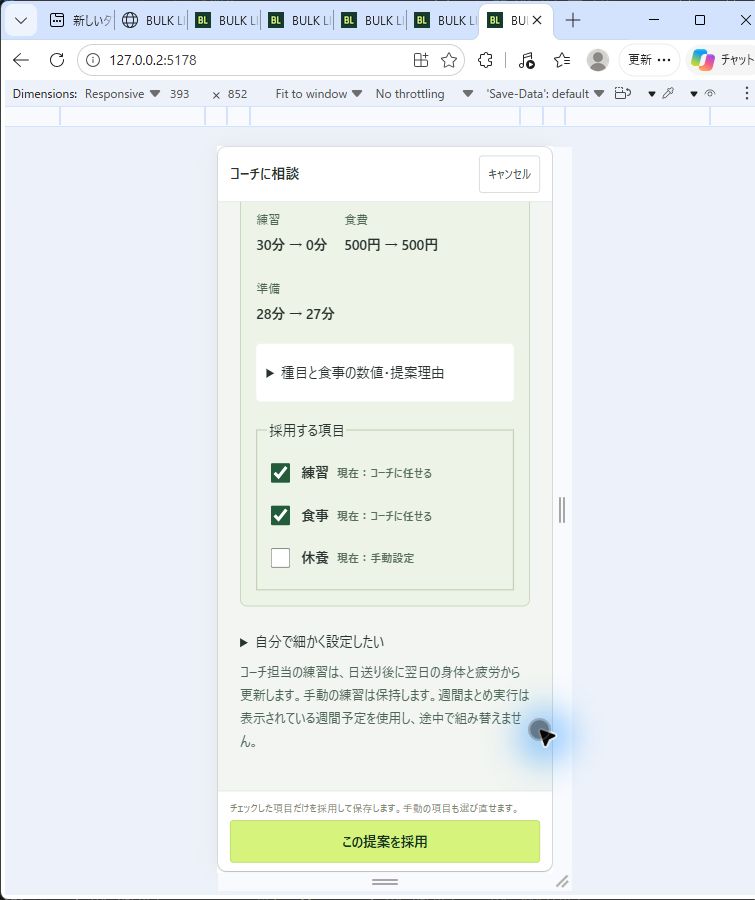 新しいタ
BULK LI
BL BULK LI
BL BULK LI
BL BULK LI
BL BULK LI
BL BU
127.0.0.2:5178
更新
チャット
Dimensions: Responsive 393 × 852 Fit to window No throttling 'Save-Data': default
コーチに相談
キャンセル
練習 食費
30分 → 0分 500円 → 500円
準備
28分 → 27分
▶ 種目と食事の数値・提案理由
採用する項目
練習 現在：コーチに任せる
食事 現在：コーチに任せる
休養 現在：手動設定
▶ 自分で細かく設定したい
コーチ担当の練習は、日送り後に翌日の身体と疲労から
更新します。手動の練習は保持します。週間まとめ実行は
表示されている週間予定を使用し、途中で組み替えませ
ん。
チェックした項目だけを採用して保存します。手動の項目も選び直せます。
この提案を採用